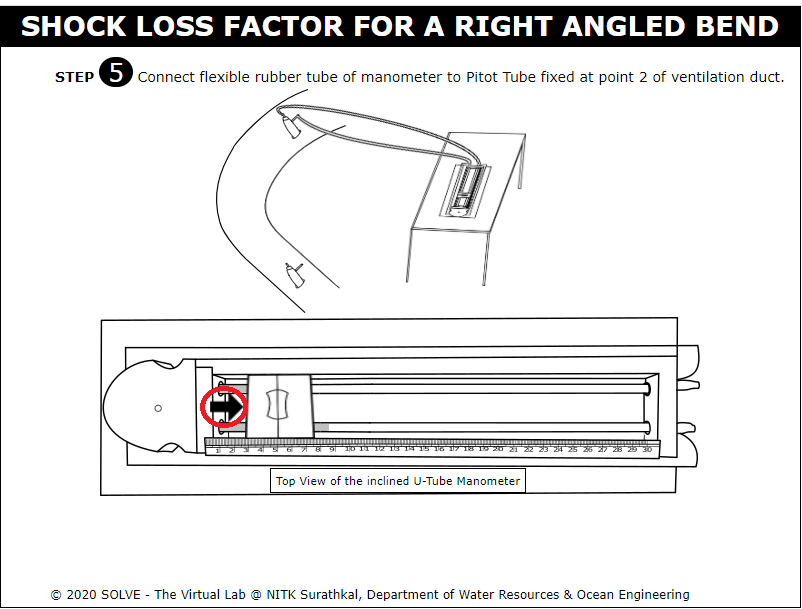 SHOCK LOSS FACTOR FOR A RIGHT ANGLED BEND
STEP 5 Connect flexible rubber tube of manometer to Pitot Tube fixed at point 2 of ventilation duct.
1 2 3 4 5 6 7 8 9 10 11 12 13 14 15 16 17 18 19 20 21 22 23 24 25 26 27 28 29 30
Top View of the inclined U-Tube Manometer
© 2020 SOLVE - The Virtual Lab @ NITK Surathkal, Department of Water Resources & Ocean Engineering